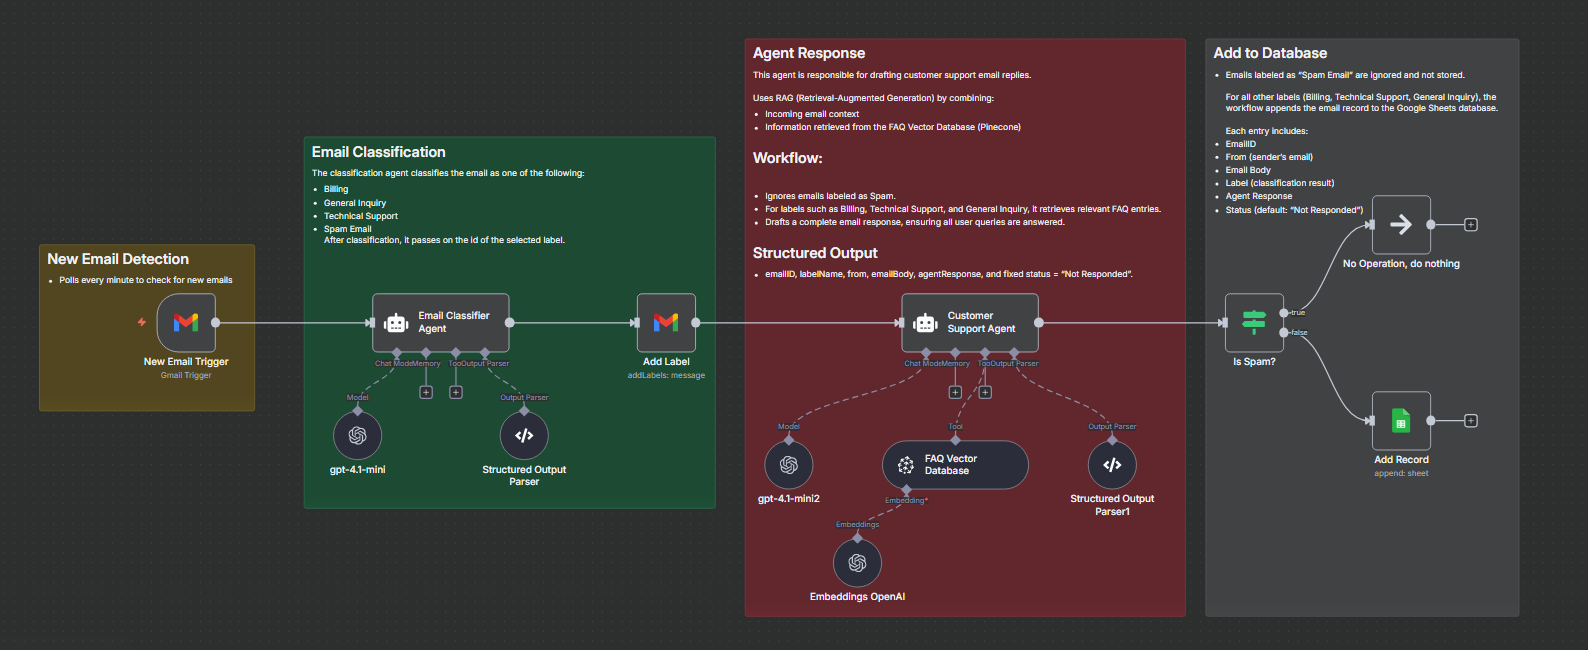 New Email Detection
Polls every minute to check for new emails
New Email Trigger
Gmail Trigger
Email Classification
The classification agent classifies the email as one of the following:
Billing
General Inquiry
Technical Support
Spam Email
After classification, it passes on the id of the selected label.
Email Classifier
Agent
Chat Model
Memory
Tool
Output Parser
Model
Output Parser
gpt-4.1-mini
Structured Output
Parser
Add Label
addLabels: message
Agent Response
This agent is responsible for drafting customer support email replies.
Uses RAG (Retrieval-Augmented Generation) by combining:
Incoming email context
Information retrieved from the FAQ Vector Database (Pinecone)
Workflow:
Ignores emails labeled as Spam.
For labels such as Billing, Technical Support, and General Inquiry, it retrieves relevant FAQ entries.
Drafts a complete email response, ensuring all user queries are answered.
Structured Output
emailID, labelName, from, emailBody, agentResponse, and fixed status = “Not Responded”.
Customer
Support Agent
Chat Model
Memory
Tool
Output Parser
Model
Tool
Output Parser
gpt-4.1-mini2
FAQ Vector
Database
Structured Output
Parser1
Embedding*
Embeddings
Embeddings OpenAI
Add to Database
Emails labeled as “Spam Email” are ignored and not stored.
For all other labels (Billing, Technical Support, General Inquiry), the
workflow appends the email record to the Google Sheets database.
Each entry includes:
EmailID
From (sender's email)
Email Body
Label (classification result)
Agent Response
Status (default: “Not Responded”)
No Operation, do nothing
true
false
Is Spam?
Add Record
append: sheet